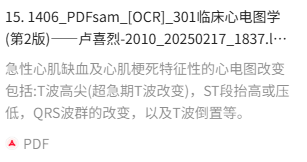 15. 1406_PDFsam_[OCR]_301临床心电图学
(第2版)——卢喜烈-2010_20250217_1837.l…
急性心肌缺血及心肌梗死特征性的心电图改变
包括:T波高尖(超急期T波改变)，ST段抬高或压
低，QRS波群的改变，以及T波倒置等。
PDF